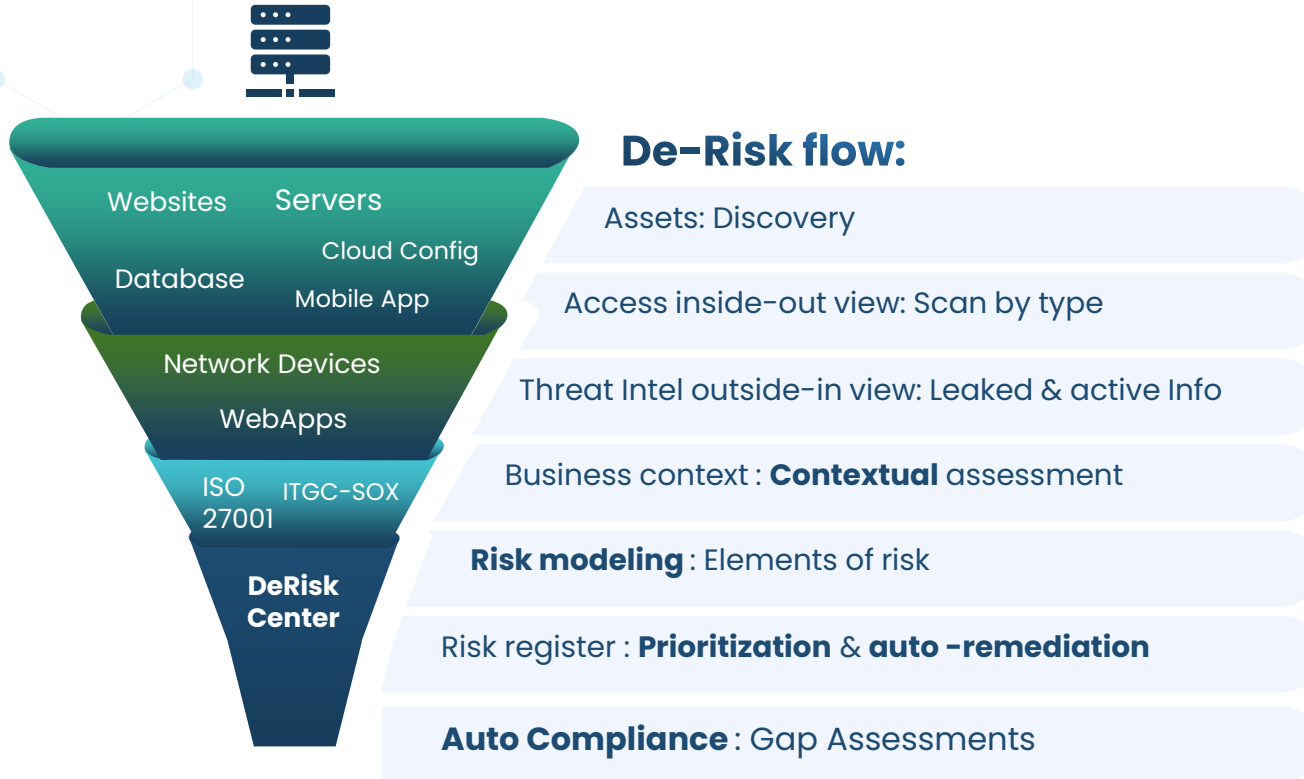 Websites
Servers
Cloud Config
Database
Mobile App
Network Devices
WebApps
ISO
27001
ITGC-SOX
DeRisk
Center
De-Risk flow:
Assets: Discovery
Access inside-out view: Scan by type
Threat Intel outside-in view: Leaked & active Info
Business context : Contextual assessment
Risk modeling : Elements of risk
Risk register : Prioritization & auto -remediation
Auto Compliance : Gap Assessments